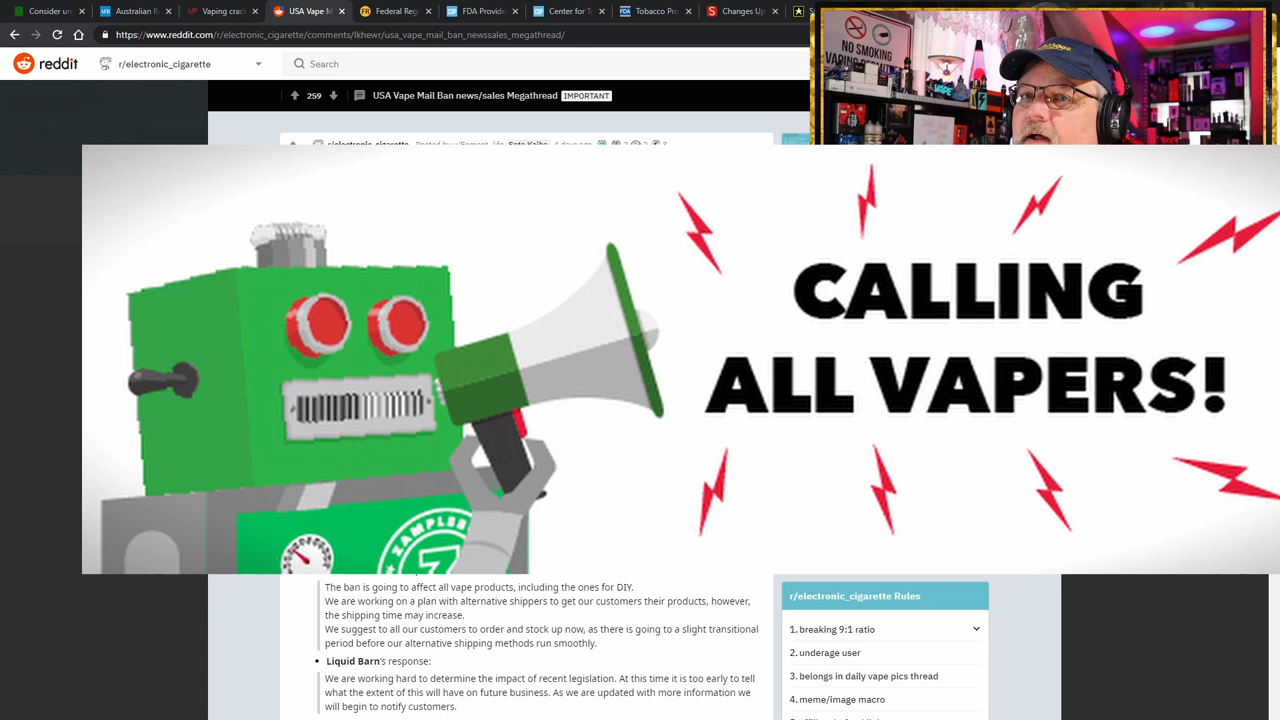 Consider un
Australian R
Vaping crac
USA Vape M
Federal Reg
FDA Provide
Center for T
Tobacco Pro
Changes Up
https://www.reddit.com/r/electronic_cigarette/comments/lkhewr/usa_vape_mail_ban_newssales_megathread/
reddit
r/electronic_cigarette
Search
259
USA Vape Mail Ban news/sales Megathread IMPORTANT
NO SMOKING
VAPE
CALLING
ALL VAPERS!
ZAMPLEB
Z
The ban is going to affect all vape products, including the ones for DIY.
We are working on a plan with alternative shippers to get our customers their products, however,
the shipping time may increase.
We suggest to all our customers to order and stock up now, as there is going to a slight transitional
period before our alternative shipping methods run smoothly.
• Liquid Barn's response:
We are working hard to determine the impact of recent legislation. At this time it is too early to tell
what the extent of this will have on future business. As we are updated with more information we
will begin to notify customers.
r/electronic_cigarette Rules
1. breaking 9:1 ratio
2. underage user
3. belongs in daily vape pics thread
4. meme/image macro